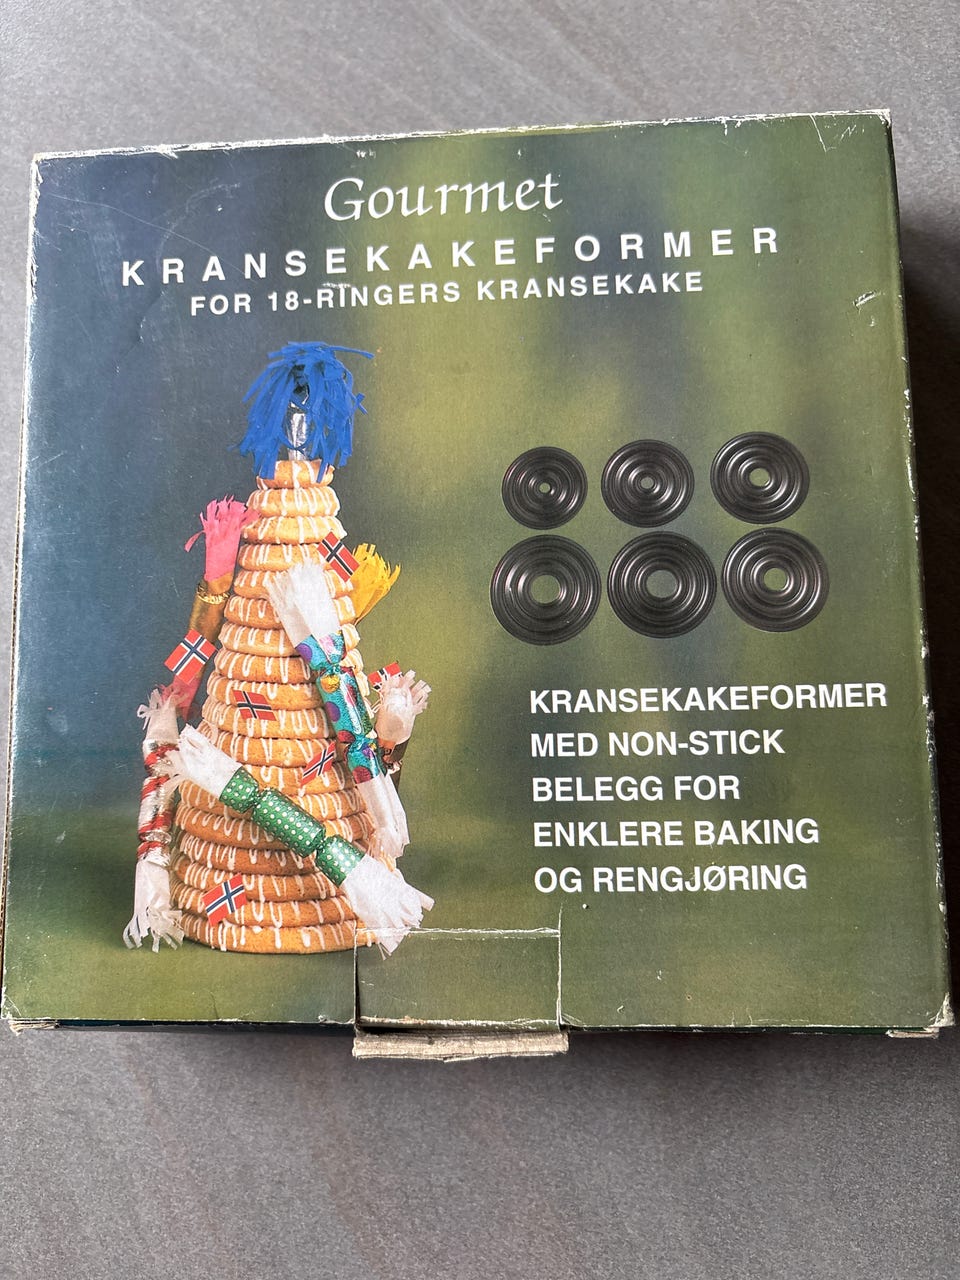 Gourmet
KRANSEKAKEFORMER
FOR 18-RINGERS KRANSEKAKE
KRANSEKAKEFORMER
MED NON-STICK
BELEGG FOR
ENKLERE BAKING
OG RENGJØRING